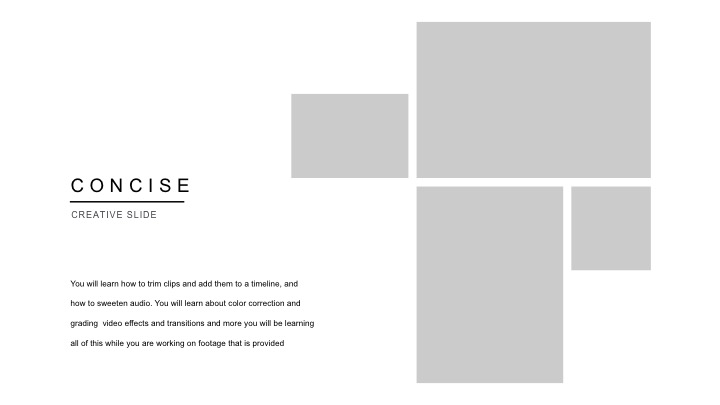 CONCISE
CREATIVE SLIDE
You will learn how to trim clips and add them to a timeline, and
how to sweeten audio. You will learn about color correction and
grading  video effects and transitions and more you will be learning
all of this while you are working on footage that is provided